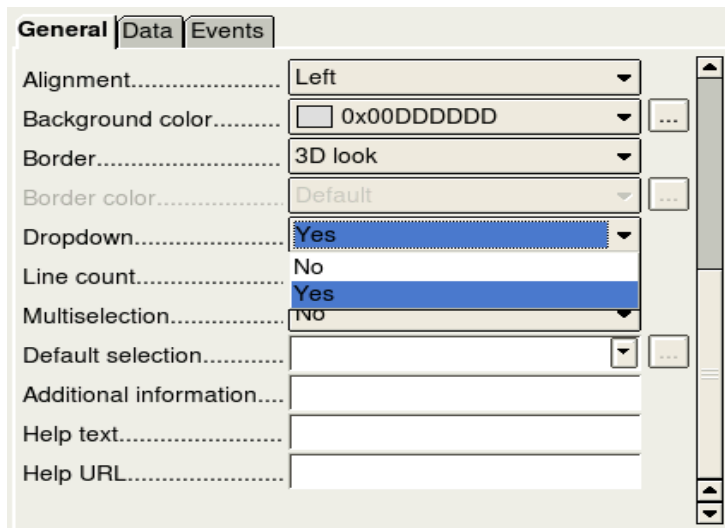 General Data Events
Alignment...................... Left
Background color.......... 0x00DDDDDD ...
Border........................... 3D look
Border color................... Default ...
Dropdown...................... Yes
No
Line count
Yes
Multiselection................. No
Default selection............ ...
Additional information....
Help text........................
Help URL.......................